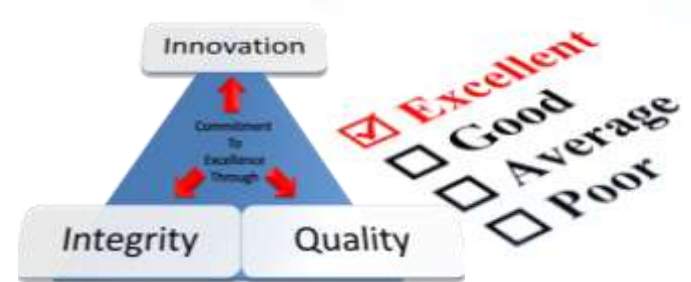 Innovation
Commitment
To
Excellence
Through
Integrity
Quality
Excellent
Good
Average
Poor